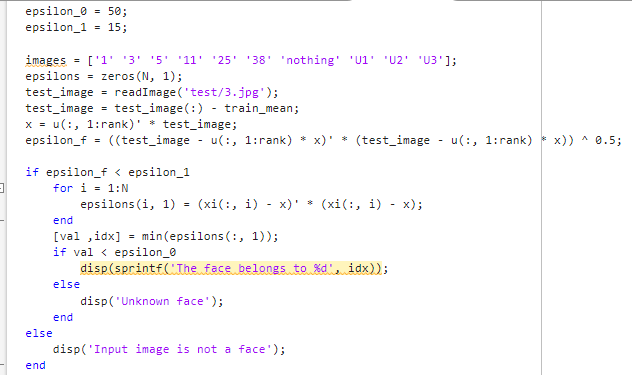 epsilon_0 = 50;
epsilon_1 = 15;
images = ['1' '3' '5' '11' '25' '38' 'nothing' 'U1' 'U2' 'U3'];
epsilons = zeros(N, 1);
test_image = readImage('test/3.jpg');
test_image = test_image(:) - train_mean;
x = u(:, 1:rank)' * test_image;
epsilon_f = ((test_image - u(:, 1:rank) * x)' * (test_image - u(:, 1:rank) * x)) ^ 0.5;
if epsilon_f < epsilon_1
for i = 1:N
epsilons(i, 1) = (xi(:, i) - x)' * (xi(:, i) - x);
end
[val ,idx] = min(epsilons(:, 1));
if val < epsilon_0
disp(sprintf('The face belongs to %d', idx));
else
disp('Unknown face');
end
else
disp('Input image is not a face');
end